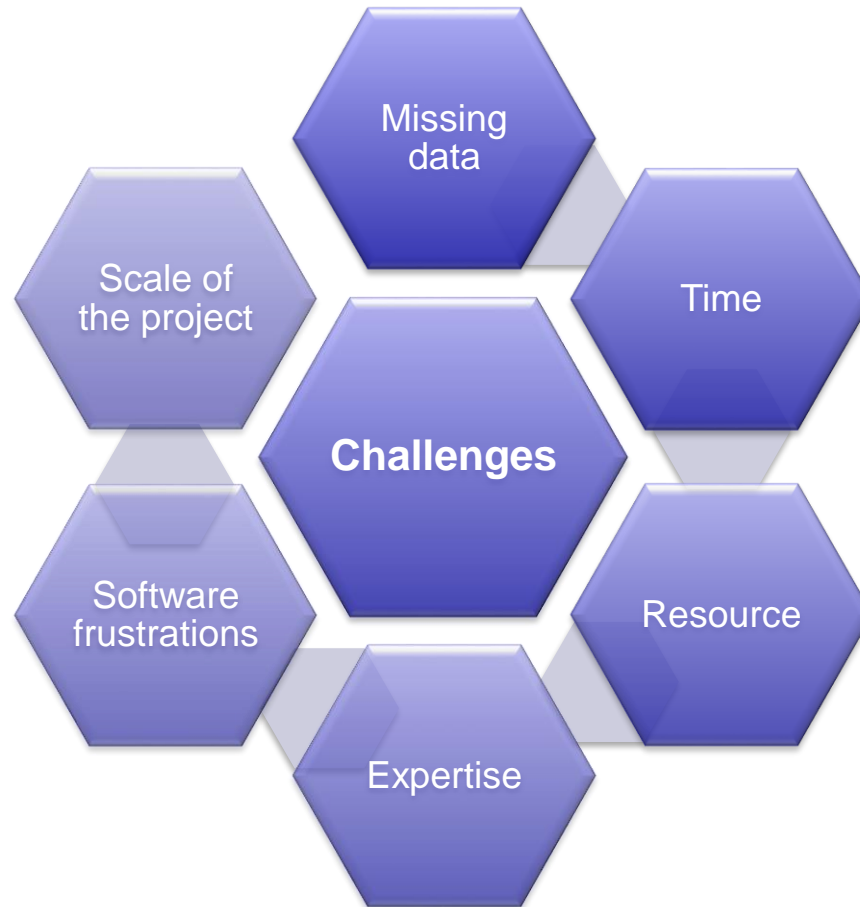 Missing
data
Time
Resource
Expertise
Software
frustrations
Scale of
the project
Challenges